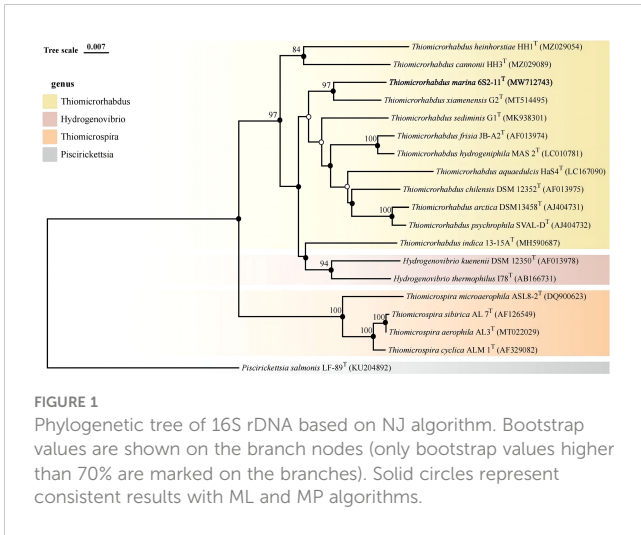 Tree scale 0.007
genus
Thiomicrorhabdus
Hydrogenovibrio
Thiomicrospira
Piscirickettsia
84
Thiomicrorhabdus heinhorstiae HH1T (MZ029054)
Thiomicrorhabdus cannonii HH3T (MZ029089)
97
97
Thiomicrorhabdus marina 6S2-11T (MW712743)
Thiomicrorhabdus xiamenensis G2T (MT514495)
Thiomicrorhabdus sediminis G1T (MK938301)
100
Thiomicrorhabdus frisia JB-A2T (AF013974)
Thiomicrorhabdus hydrogeniphila MAS 2T (LC010781)
Thiomicrorhabdus aquaedulcis HaS4T (LC167090)
Thiomicrorhabdus chilensis DSM 12352T (AF013975)
100
Thiomicrorhabdus arctica DSM13458T (AJ404731)
Thiomicrorhabdus psychrophila SVAL-DT (AJ404732)
Thiomicrorhabdus indica 13-15AT (MH590687)
94
Hydrogenovibrio kuenenii DSM 12350T (AF013978)
Hydrogenovibrio thermophilus I78T (AB166731)
Thiomicrospira microaerophila ASL8-2T (DQ900623)
100
100
100
Thiomicrospira sibirica AL 7T (AF126549)
Thiomicrospira aerophila AL3T (MT022029)
Thiomicrospira cyclica ALM 1T (AF329082)
Piscirickettsia salmonis LF-89T (KU204892)
FIGURE 1
Phylogenetic tree of 16S rDNA based on NJ algorithm. Bootstrap
values are shown on the branch nodes (only bootstrap values higher
than 70% are marked on the branches). Solid circles represent
consistent results with ML and MP algorithms.